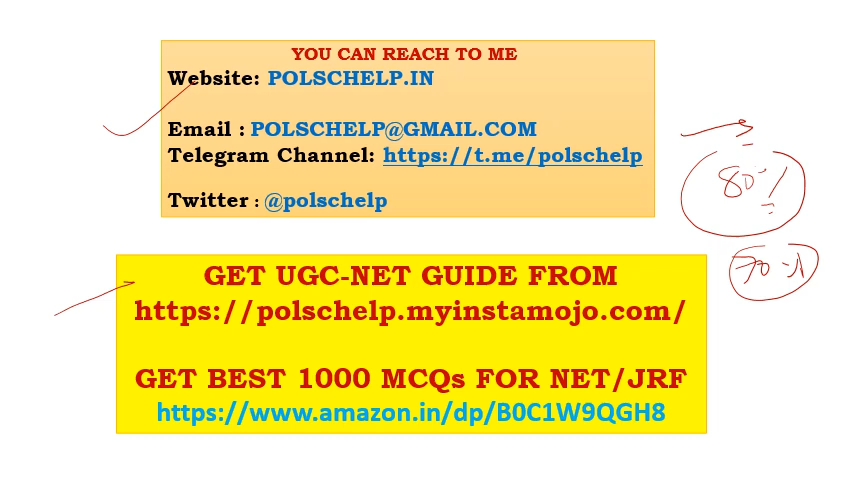 YOU CAN REACH TO ME
Website: POLSCHELP.IN
Email : POLSCHELP@GMAIL.COM
Telegram Channel: https://t.me/polschelp
Twitter : @polschelp
80%
GET UGC-NET GUIDE FROM
https://polschelp.myinstamojo.com/
GET BEST 1000 MCQs FOR NET/JRF
https://www.amazon.in/dp/B0C1W9QGH8